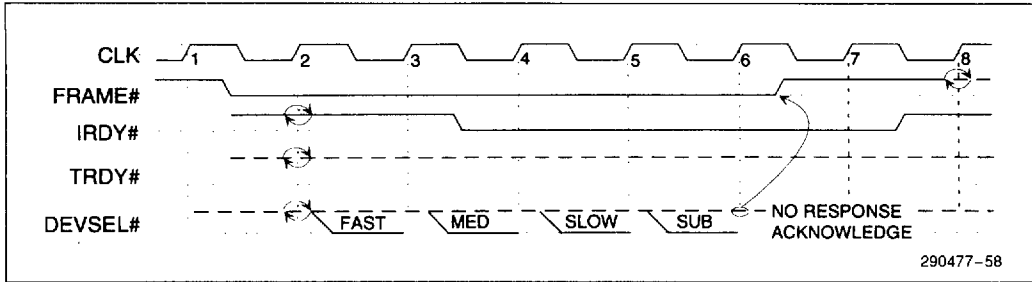 CLK 1 2 3 4 5 6 7 8
FRAME#
IRDY#
TRDY#
DEVSEL# FAST MED SLOW SUB NO RESPONSE
ACKNOWLEDGE
290477-58